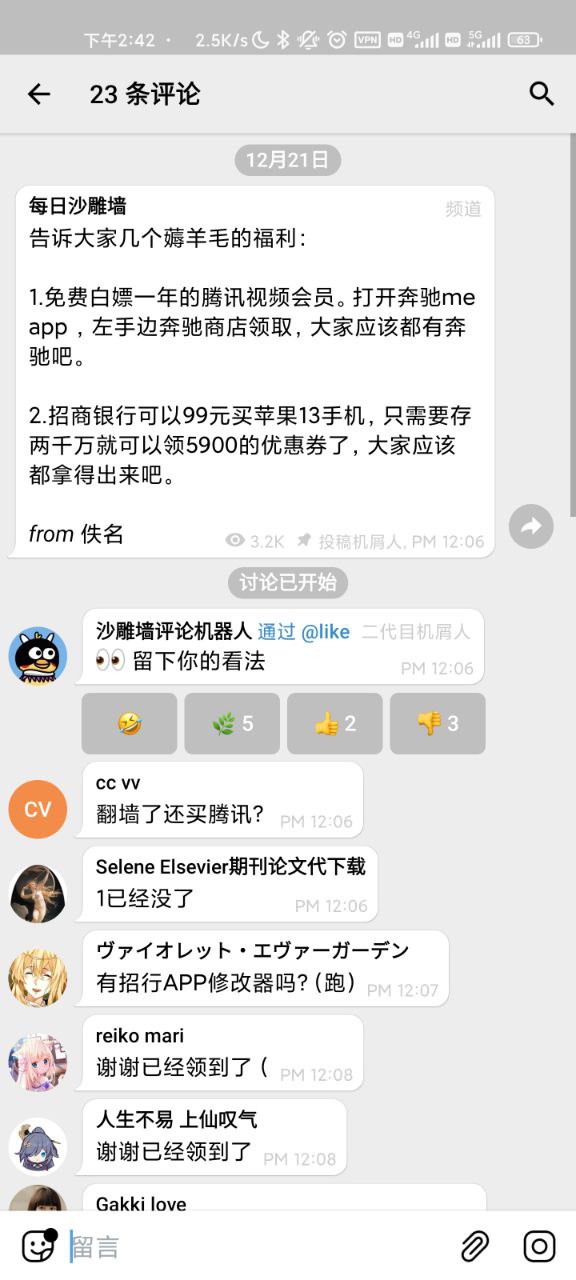 下午2:42 · 2.5K/s VPN HD 4G HD 5G 63
23 条评论
12月21日
每日沙雕墙 频道
告诉大家几个薅羊毛的福利：
1.免费白嫖一年的腾讯视频会员。打开奔驰me
app ，左手边奔驰商店领取，大家应该都有奔
驰吧。
2.招商银行可以99元买苹果13手机，只需要存
两千万就可以领5900的优惠券了，大家应该
都拿得出来吧。
from 佚名 3.2K 投稿机屑人, PM 12:06
讨论已开始
沙雕墙评论机器人 通过 @like 二代目机屑人
👀 留下你的看法 PM 12:06
🤣 🌿 5 👍 2 👎 3
cc vv
CV 翻墙了还买腾讯？ PM 12:06
Selene Elsevier期刊论文代下载
1已经没了 PM 12:06
ヴァイオレット・エヴァーガーデン
有招行APP修改器吗？（跑） PM 12:07
reiko mari
谢谢已经领到了（ PM 12:08
人生不易 上仙叹气
谢谢已经领到了 PM 12:08
Gakki love
留言